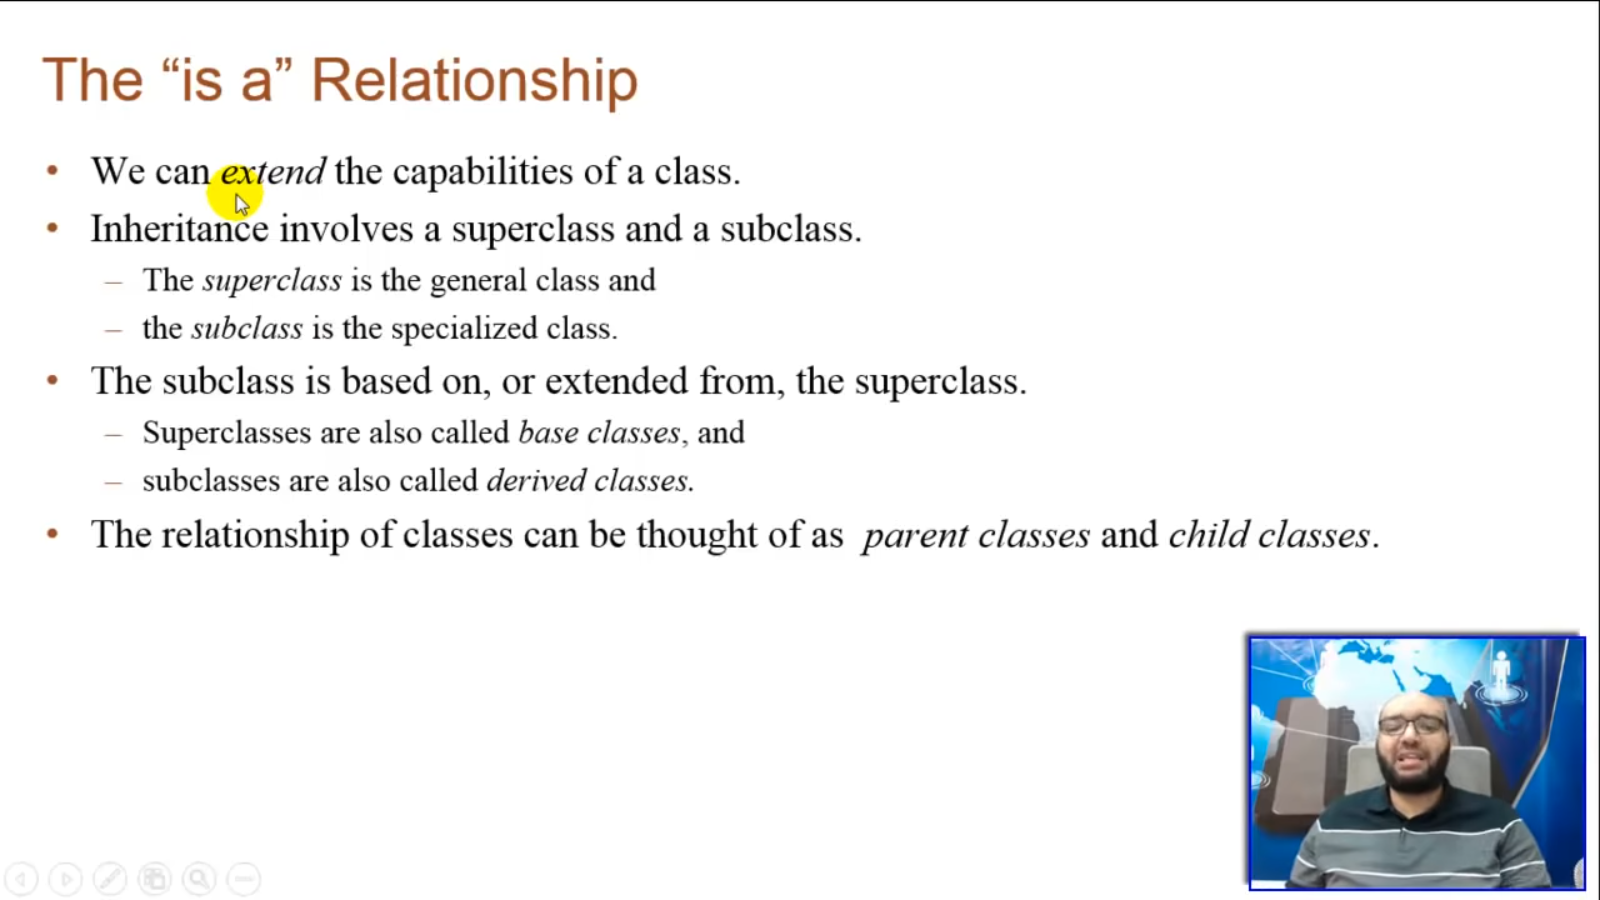 The “is a” Relationship
• We can extend the capabilities of a class.
• Inheritance involves a superclass and a subclass.
– The superclass is the general class and
– the subclass is the specialized class.
• The subclass is based on, or extended from, the superclass.
– Superclasses are also called base classes, and
– subclasses are also called derived classes.
• The relationship of classes can be thought of as parent classes and child classes.